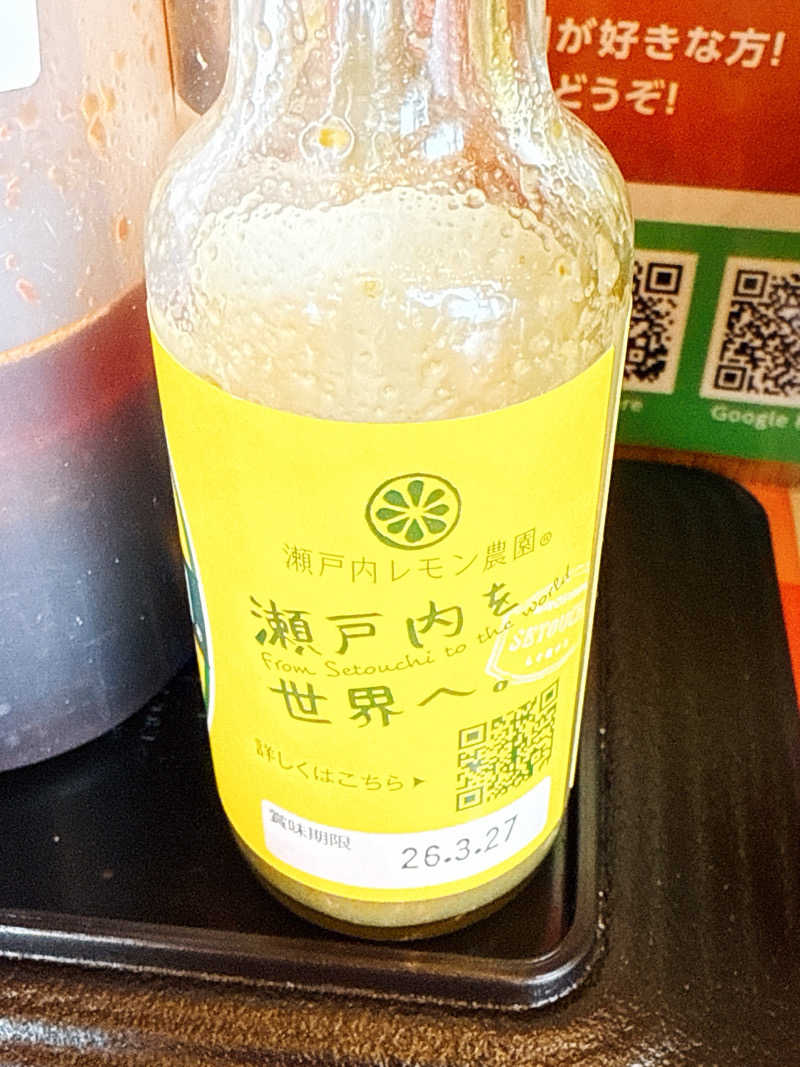 が好きな方!
どうぞ!
Google
瀬戸内レモン農園®
瀬戸内を
From Setouchi to the world
世界へ。
SETOUCHI
詳しくはこちら▶
賞味期限
26.3.27